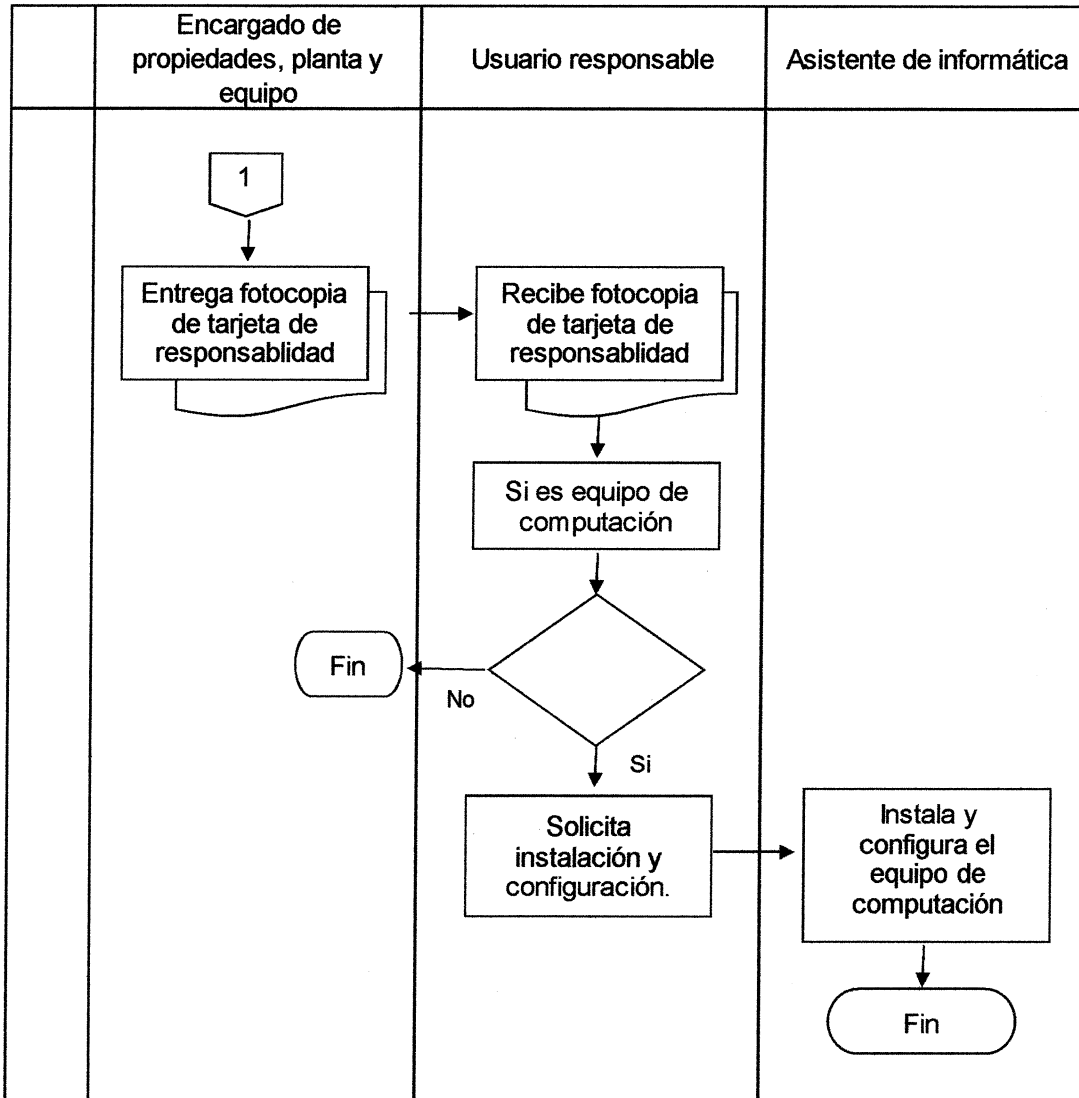 Encargado de
propiedades, planta y
equipo
Usuario responsable
Asistente de informática
1
Entrega fotocopia
de tarjeta de
responsablidad
Recibe fotocopia
de tarjeta de
responsablidad
Si es equipo de
computación
Fin
No
Si
Solicita
instalación y
configuración.
Instala y
configura el
equipo de
computación
Fin